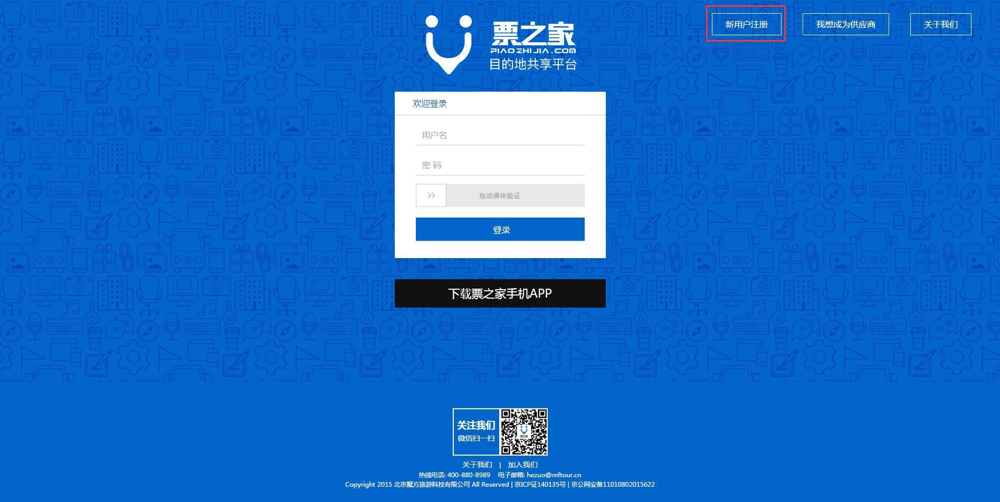 新用户注册
我想成为供应商
关于我们
票之家
PIAOZHIJIA.COM
目的地共享平台
欢迎登录
用户名
密 码
>> 拖动滑块验证
登录
下载票之家手机APP
关注我们
微信扫一扫
票之家
关于我们 | 加入我们
热线电话: 400-880-8989 电子邮箱: hezuo@mftour.cn
Copyright 2015 北京魔方旅游科技有限公司 All Reserved | 京ICP证140135号 | 京公网安备11010802015622